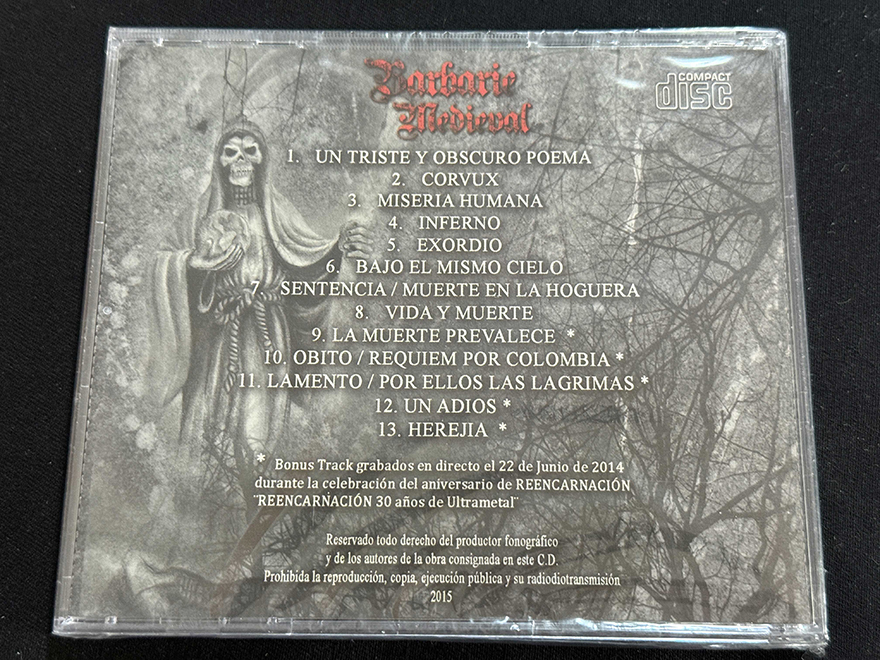 Barbarie
Medieval
COMPACT
disc
1. UN TRISTE Y OBSCURO POEMA
2. CORVUX
3. MISERIA HUMANA
4. INFERNO
5. EXORDIO
6. BAJO EL MISMO CIELO
7. SENTENCIA / MUERTE EN LA HOGUERA
8. VIDA Y MUERTE
9. LA MUERTE PREVALECE *
10. OBITO / REQUIEM POR COLOMBIA *
11. LAMENTO / POR ELLOS LAS LAGRIMAS *
12. UN ADIOS *
13. HEREJIA *
* Bonus Track grabados en directo el 22 de Junio de 2014
durante la celebración del aniversario de REENCARNACIÓN
¨REENCARNACIÓN 30 años de Ultrametal¨
Reservado todo derecho del productor fonográfico
y de los autores de la obra consignada en este C.D.
Prohibida la reproducción, copia, ejecución pública y su radiodiotransmisión
2015